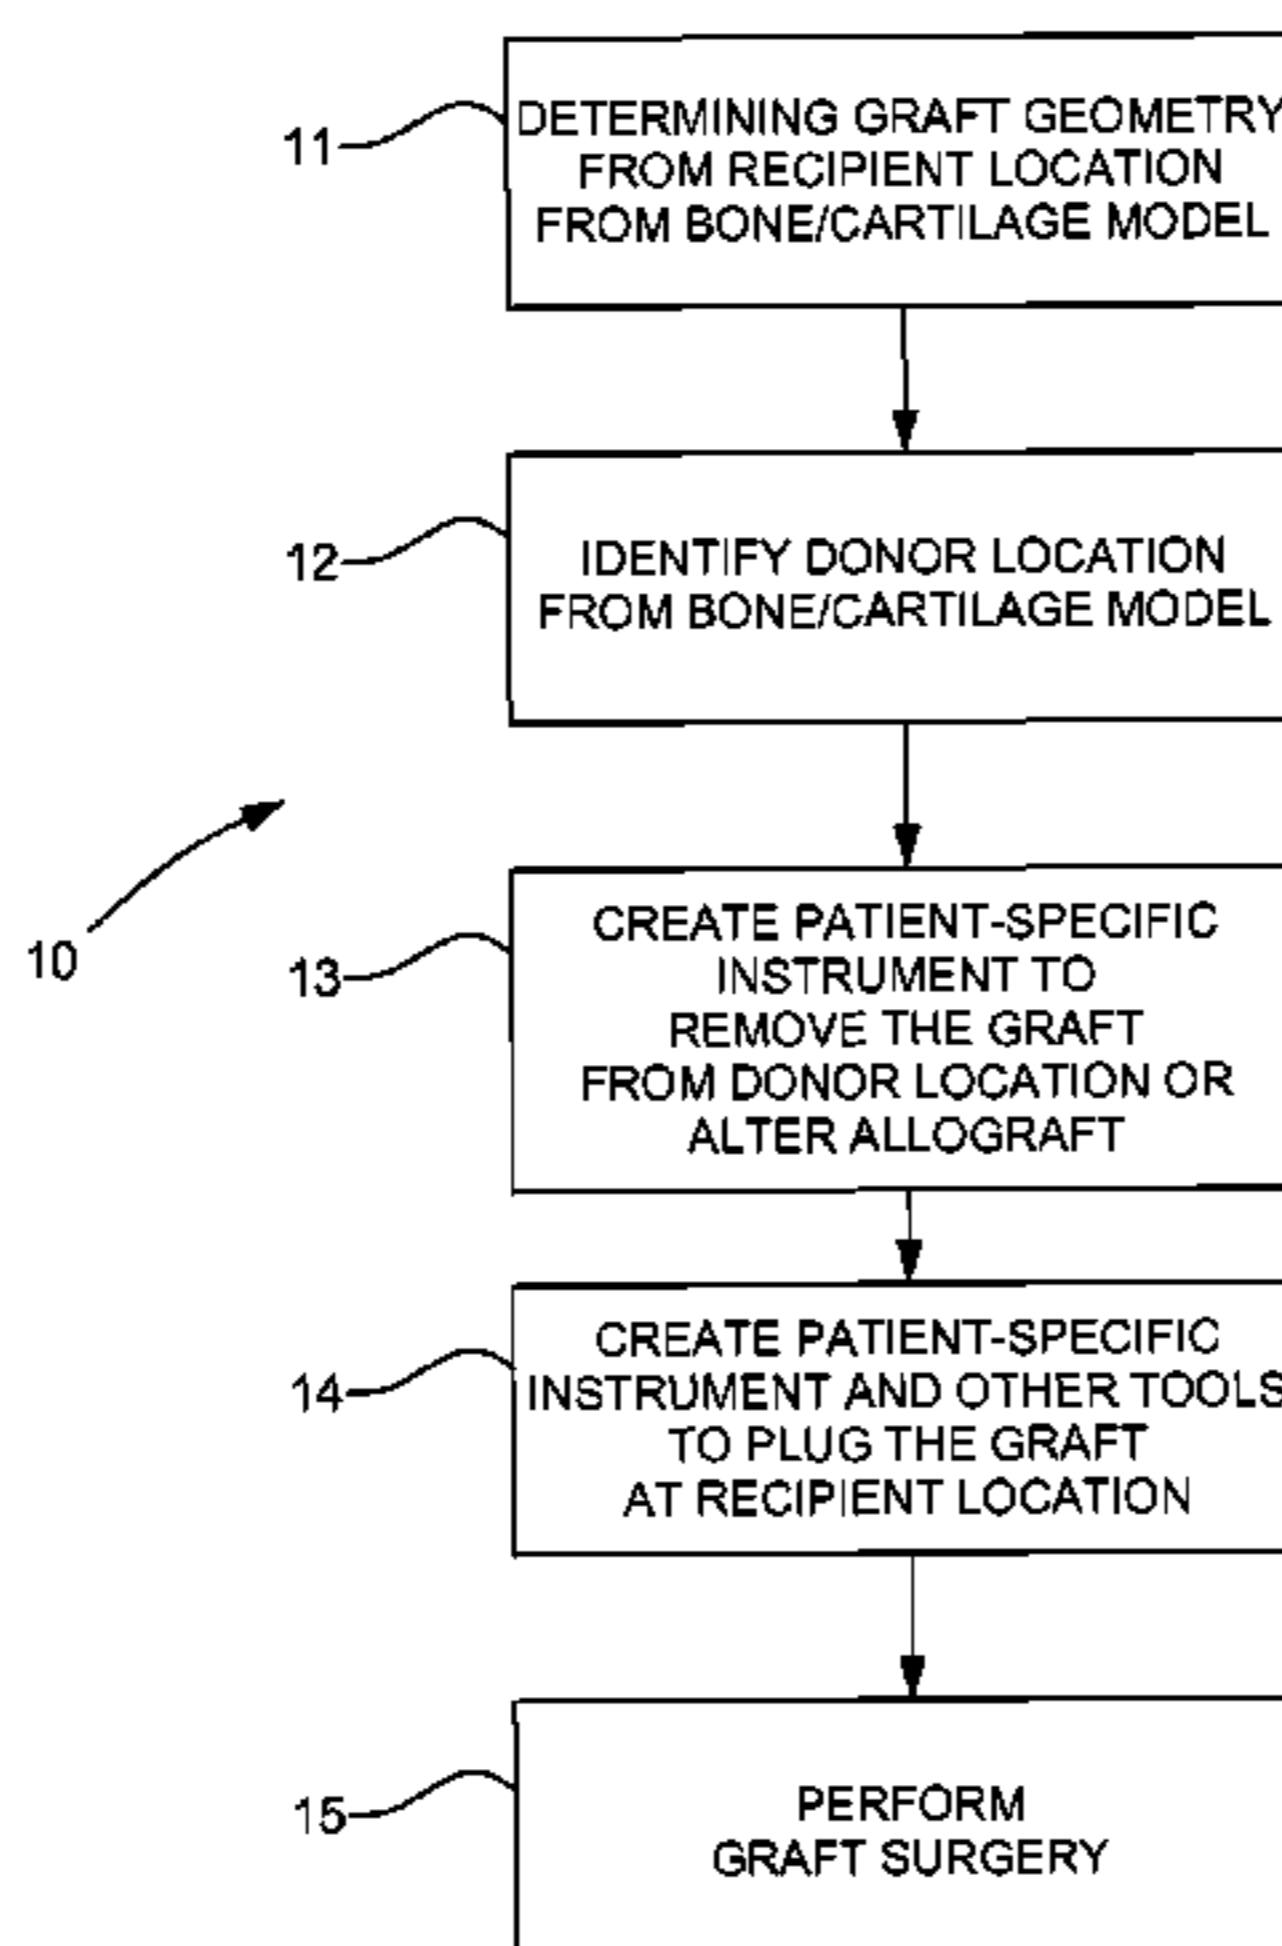 11
DETERMINING GRAFT GEOMETRY
FROM RECIPIENT LOCATION
FROM BONE/CARTILAGE MODEL
12
IDENTIFY DONOR LOCATION
FROM BONE/CARTILAGE MODEL
10
13
CREATE PATIENT-SPECIFIC
INSTRUMENT TO
REMOVE THE GRAFT
FROM DONOR LOCATION OR
ALTER ALLOGRAFT
14
CREATE PATIENT-SPECIFIC
INSTRUMENT AND OTHER TOOLS
TO PLUG THE GRAFT
AT RECIPIENT LOCATION
15
PERFORM
GRAFT SURGERY